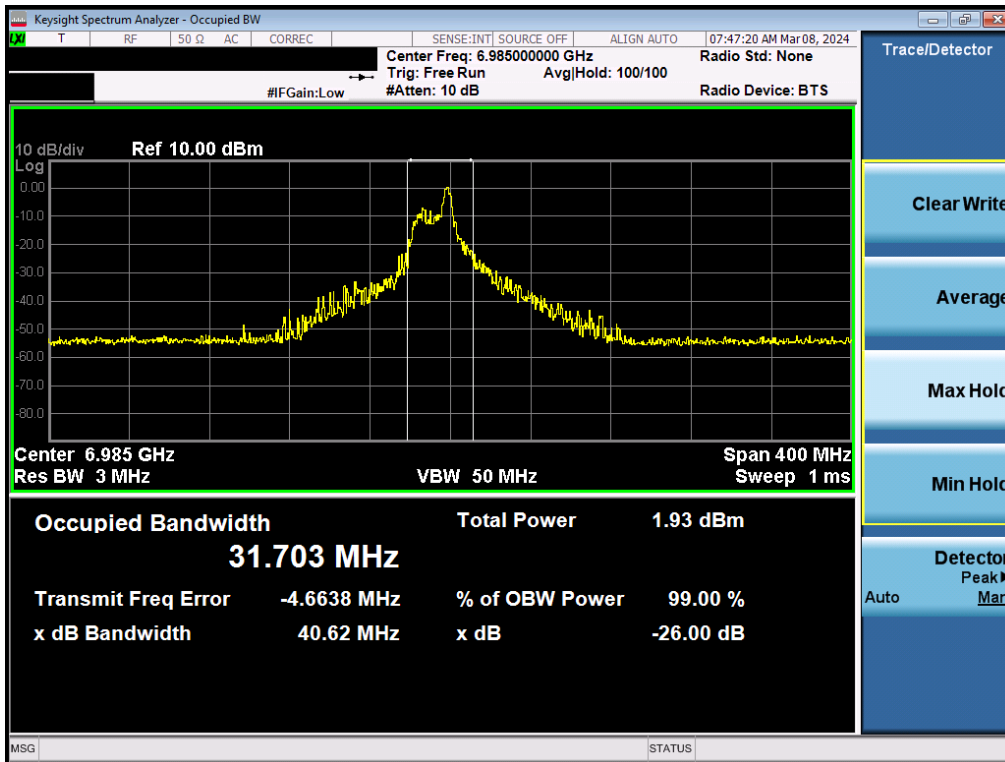 Keysight Spectrum Analyzer - Occupied BW
LXI T RF 50 Ω AC CORREC SENSE:INT SOURCE OFF ALIGN AUTO 07:47:20 AM Mar 08, 2024
Center Freq: 6.985000000 GHz Radio Std: None
Trig: Free Run Avg|Hold: 100/100
#IFGain:Low #Atten: 10 dB Radio Device: BTS
10 dB/div Ref 10.00 dBm
Log
0.00
-10.0
-20.0
-30.0
-40.0
-50.0
-60.0
-70.0
-80.0
Center 6.985 GHz Span 400 MHz
Res BW 3 MHz VBW 50 MHz Sweep 1 ms
Occupied Bandwidth Total Power 1.93 dBm
31.703 MHz
Transmit Freq Error -4.6638 MHz % of OBW Power 99.00 %
x dB Bandwidth 40.62 MHz x dB -26.00 dB
MSG STATUS
Trace/Detector
Clear Write
Average
Max Hold
Min Hold
Detector
Peak
Auto Man